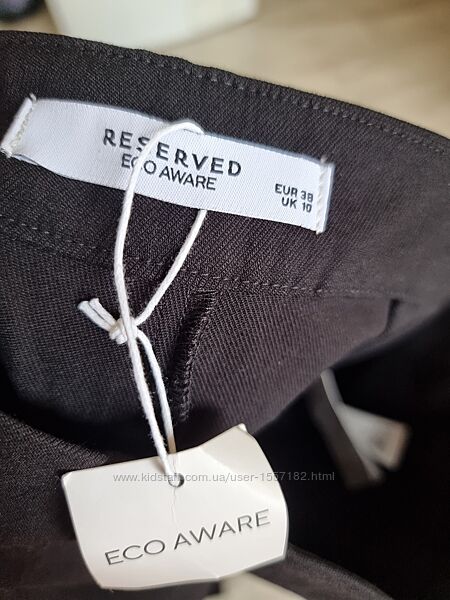 RESERVED
ECO AWARE
EUR 38
UK 10
www.kidstaff.com.ua/user-1557182.html
ECO AWARE